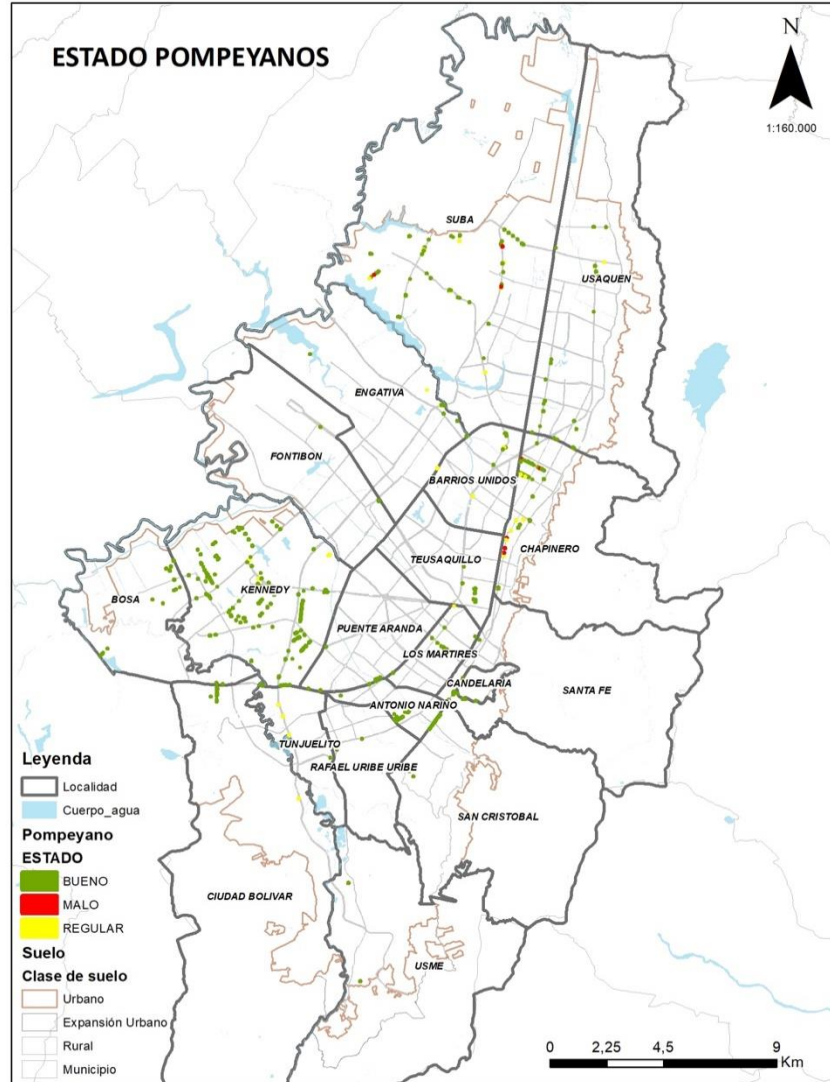 ESTADO POMPEYANOS
N
1:160.000
SUBA
USAQUEN
ENGATIVA
FONTIBON
BARRIOS UNIDOS
TEUSAQUILLO
CHAPINERO
BOSA
KENNEDY
PUENTE ARANDA
LOS MARTIRES
CANDELARIA
SANTA FE
ANTONIO NARIÑO
TUNJUELITO
RAFAEL URIBE URIBE
SAN CRISTOBAL
CIUDAD BOLIVAR
USME
Leyenda
Localidad
Cuerpo_agua
Pompeyano
ESTADO
BUENO
MALO
REGULAR
Suelo
Clase de suelo
Urbano
Expansión Urbano
Rural
Municipio
0 2,25 4,5 9
Km